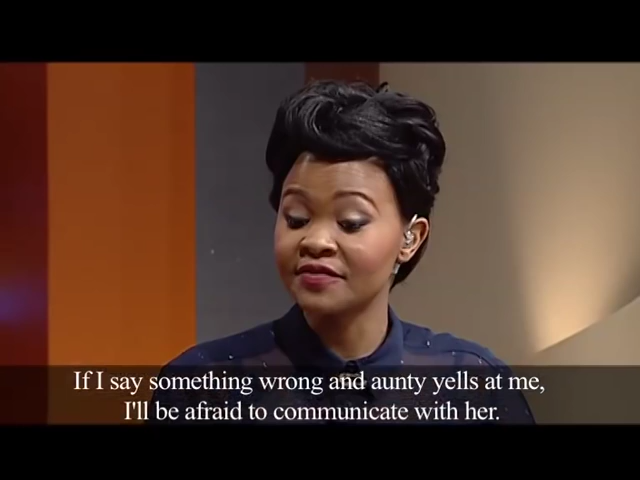 If I say something wrong and aunty yells at me,
I'll be afraid to communicate with her.